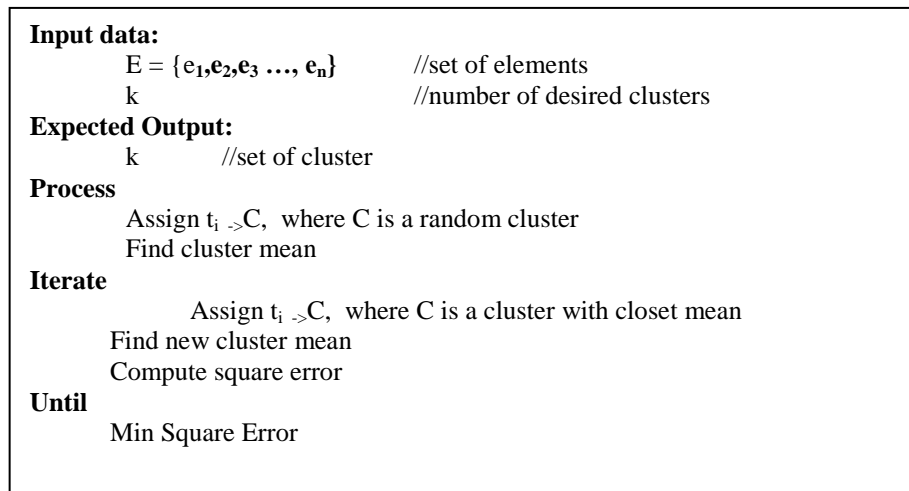 Input data:
E = {e1,e2,e3 …, en} //set of elements
k //number of desired clusters
Expected Output:
k //set of cluster
Process
Assign ti ->C, where C is a random cluster
Find cluster mean
Iterate
Assign ti ->C, where C is a cluster with closet mean
Find new cluster mean
Compute square error
Until
Min Square Error